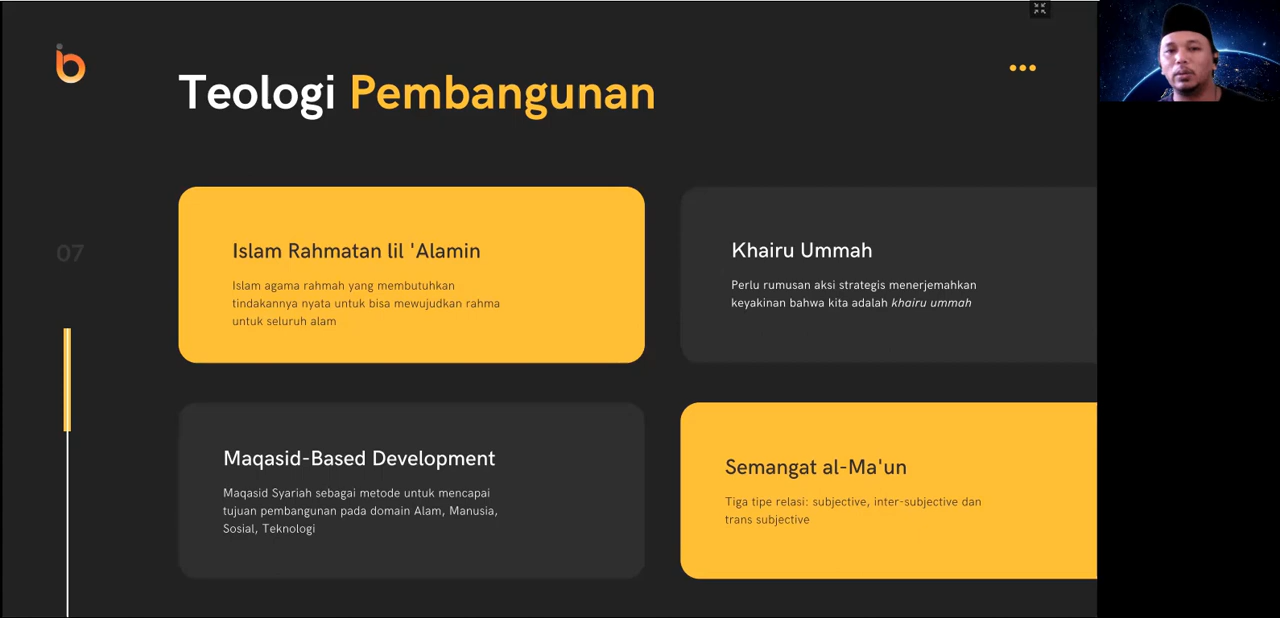 Teologi Pembangunan
07
Islam Rahmatan lil 'Alamin
Islam agama rahmah yang membutuhkan
tindakannya nyata untuk bisa mewujudkan rahma
untuk seluruh alam
Khairu Ummah
Perlu rumusan aksi strategis menerjemahkan
keyakinan bahwa kita adalah khairu ummah
Maqasid-Based Development
Maqasid Syariah sebagai metode untuk mencapai
tujuan pembangunan pada domain Alam, Manusia,
Sosial, Teknologi
Semangat al-Ma'un
Tiga tipe relasi: subjective, inter-subjective dan
trans subjective